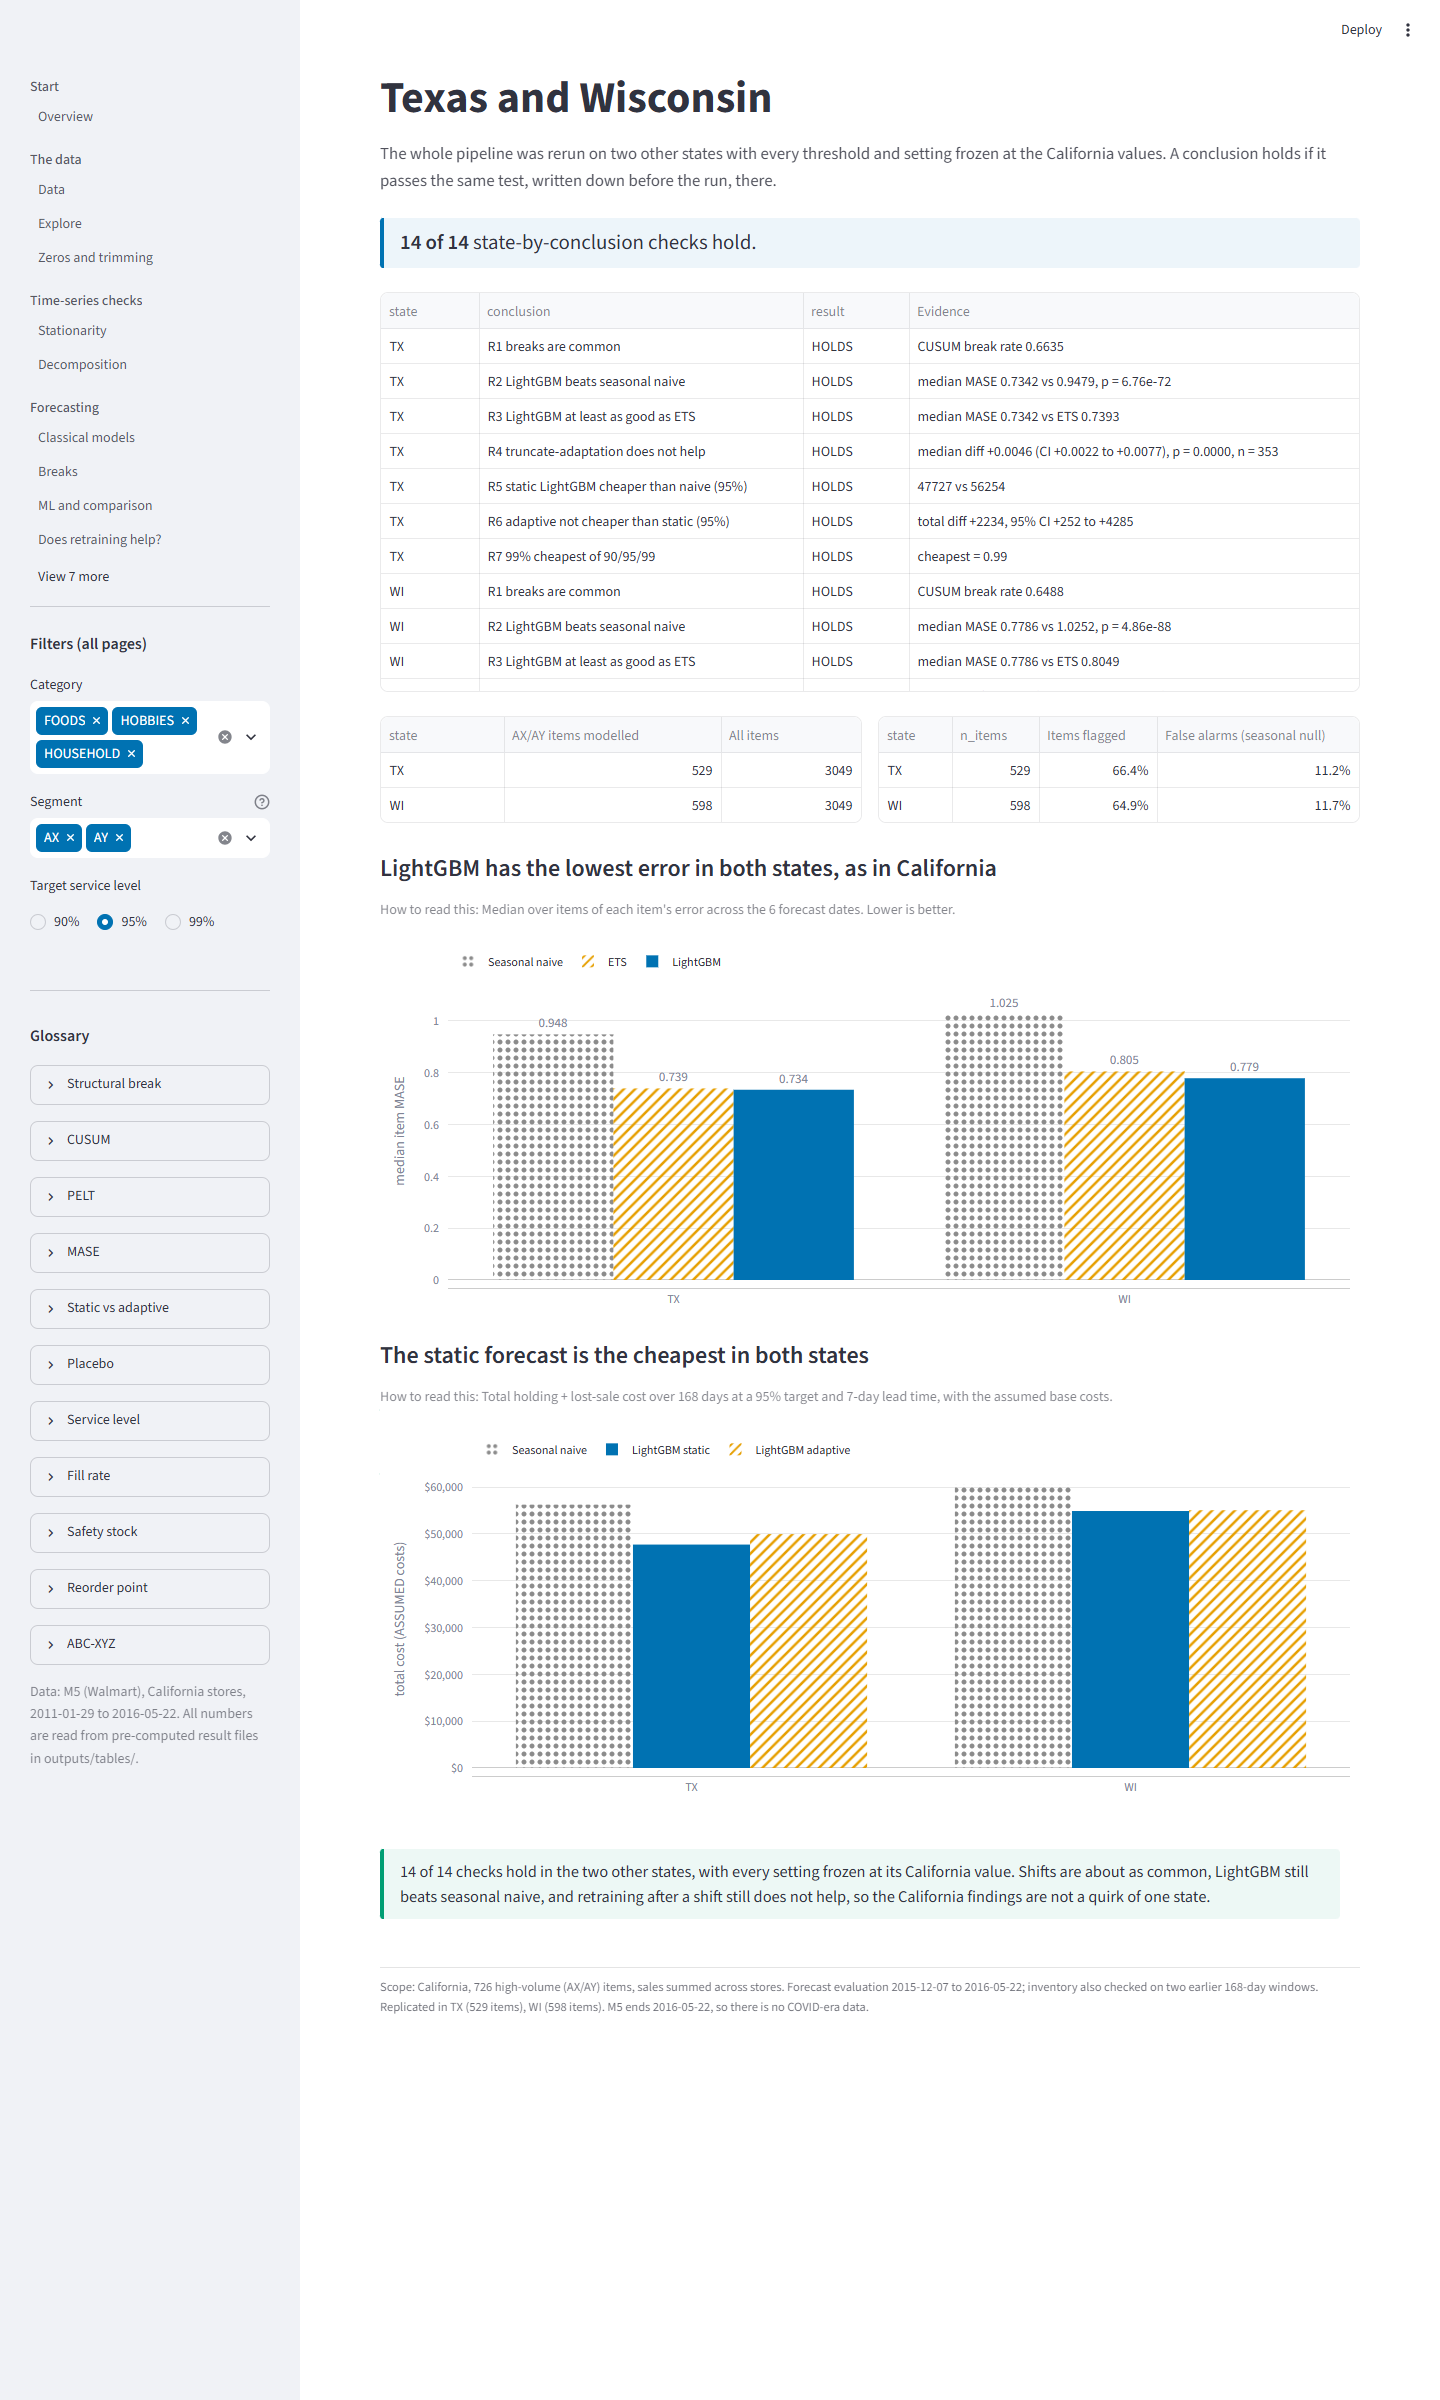 Deploy
Start
Overview
The data
Data
Explore
Zeros and trimming
Time-series checks
Stationarity
Decomposition
Forecasting
Classical models
Breaks
ML and comparison
Does retraining help?
View 7 more
Filters (all pages)
Category
FOODS
HOBBIES
HOUSEHOLD
Segment
AX
AY
Target service level
90% 95% 99%
Glossary
Structural break
CUSUM
PELT
MASE
Static vs adaptive
Placebo
Service level
Fill rate
Safety stock
Reorder point
ABC-XYZ
Data: M5 (Walmart), California stores,
2011-01-29 to 2016-05-22. All numbers
are read from pre-computed result files
in outputs/tables/.
Texas and Wisconsin
The whole pipeline was rerun on two other states with every threshold and setting frozen at the California values. A conclusion holds if it
passes the same test, written down before the run, there.
14 of 14 state-by-conclusion checks hold.
state conclusion result Evidence
TX R1 breaks are common HOLDS CUSUM break rate 0.6635
TX R2 LightGBM beats seasonal naive HOLDS median MASE 0.7342 vs 0.9479, p = 6.76e-72
TX R3 LightGBM at least as good as ETS HOLDS median MASE 0.7342 vs ETS 0.7393
TX R4 truncate-adaptation does not help HOLDS median diff +0.0046 (CI +0.0022 to +0.0077), p = 0.0000, n = 353
TX R5 static LightGBM cheaper than naive (95%) HOLDS 47727 vs 56254
TX R6 adaptive not cheaper than static (95%) HOLDS total diff +2234, 95% CI +252 to +4285
TX R7 99% cheapest of 90/95/99 HOLDS cheapest = 0.99
WI R1 breaks are common HOLDS CUSUM break rate 0.6488
WI R2 LightGBM beats seasonal naive HOLDS median MASE 0.7786 vs 1.0252, p = 4.86e-88
WI R3 LightGBM at least as good as ETS HOLDS median MASE 0.7786 vs ETS 0.8049
state AX/AY items modelled All items
TX 529 3049
WI 598 3049
state n_items Items flagged False alarms (seasonal null)
TX 529 66.4% 11.2%
WI 598 64.9% 11.7%
LightGBM has the lowest error in both states, as in California
How to read this: Median over items of each item's error across the 6 forecast dates. Lower is better.
Seasonal naive ETS LightGBM
median item MASE
1
0.8
0.6
0.4
0.2
0
0.948
0.739
0.734
1.025
0.805
0.779
TX WI
The static forecast is the cheapest in both states
How to read this: Total holding + lost-sale cost over 168 days at a 95% target and 7-day lead time, with the assumed base costs.
Seasonal naive LightGBM static LightGBM adaptive
total cost (ASSUMED costs)
$60,000
$50,000
$40,000
$30,000
$20,000
$10,000
$0
TX WI
14 of 14 checks hold in the two other states, with every setting frozen at its California value. Shifts are about as common, LightGBM still
beats seasonal naive, and retraining after a shift still does not help, so the California findings are not a quirk of one state.
Scope: California, 726 high-volume (AX/AY) items, sales summed across stores. Forecast evaluation 2015-12-07 to 2016-05-22; inventory also checked on two earlier 168-day windows.
Replicated in TX (529 items), WI (598 items). M5 ends 2016-05-22, so there is no COVID-era data.